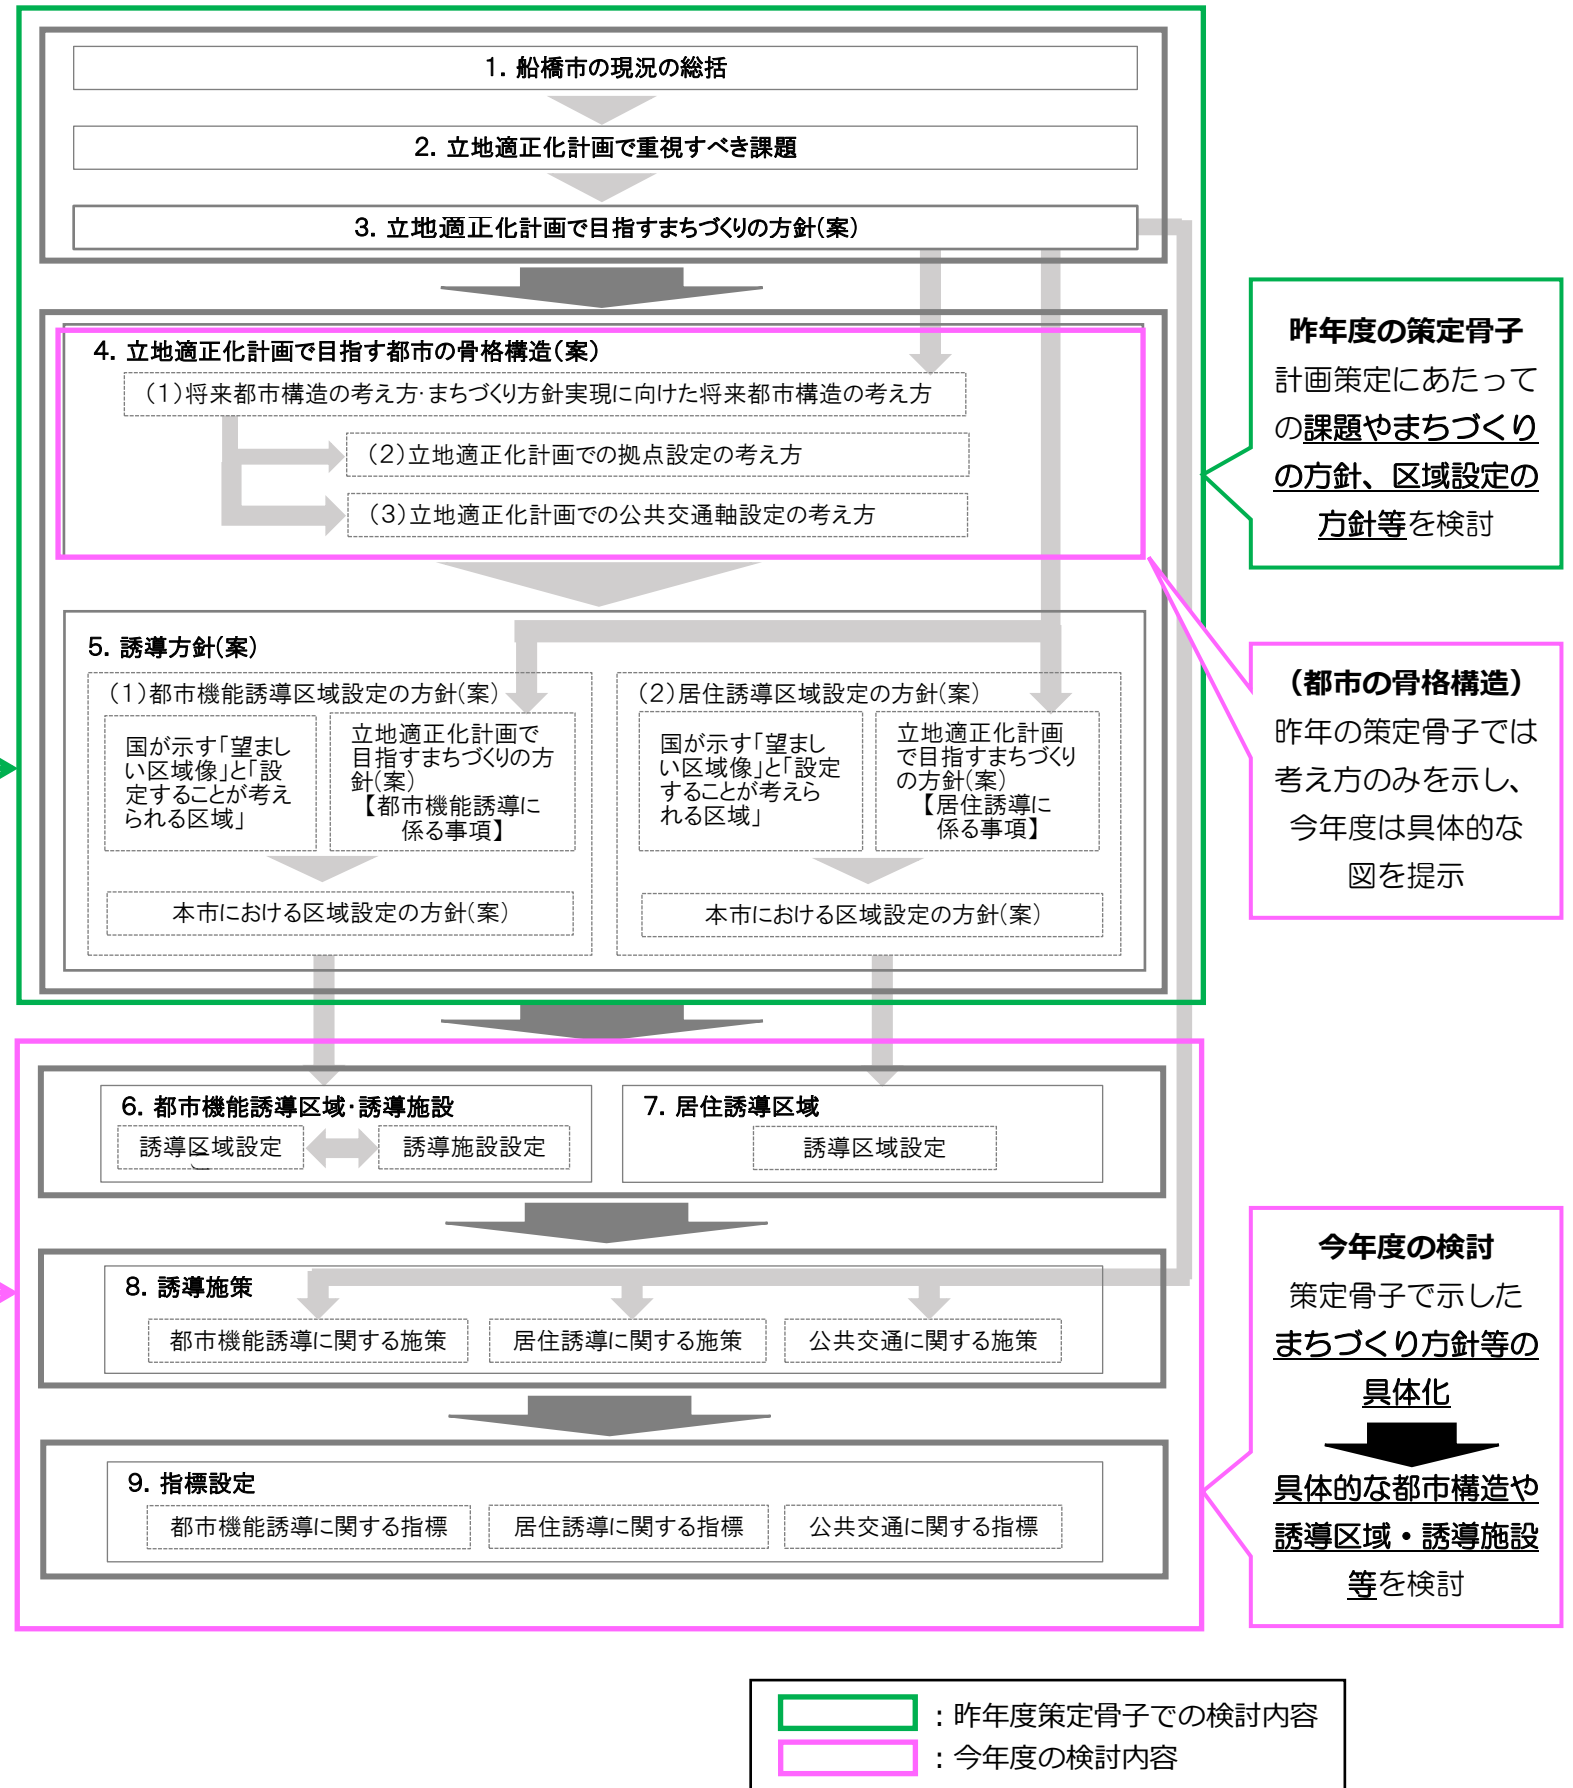 1. 船橋市の現況の総括
2. 立地適正化計画で重視すべき課題
3. 立地適正化計画で目指すまちづくりの方針(案)
4. 立地適正化計画で目指す都市の骨格構造(案)
(1)将来都市構造の考え方・まちづくり方針実現に向けた将来都市構造の考え方
(2)立地適正化計画での拠点設定の考え方
(3)立地適正化計画での公共交通軸設定の考え方
5. 誘導方針(案)
(1)都市機能誘導区域設定の方針(案)
国が示す「望まし
い区域像」と「設
定することが考え
られる区域」
立地適正化計画で
目指すまちづくりの方
針(案)
【都市機能誘導に
係る事項】
本市における区域設定の方針(案)
(2)居住誘導区域設定の方針(案)
国が示す「望まし
い区域像」と「設定
することが考えら
れる区域」
立地適正化計画
で目指すまちづくり
の方針(案)
【居住誘導に
係る事項】
本市における区域設定の方針(案)
6. 都市機能誘導区域・誘導施設
誘導区域設定
誘導施設設定
7. 居住誘導区域
誘導区域設定
8. 誘導施策
都市機能誘導に関する施策
居住誘導に関する施策
公共交通に関する施策
9. 指標設定
都市機能誘導に関する指標
居住誘導に関する指標
公共交通に関する指標
昨年度の策定骨子
計画策定にあたって
の課題やまちづくり
の方針、区域設定の
方針等を検討
(都市の骨格構造)
昨年の策定骨子では
考え方のみを示し、
今年度は具体的な
図を提示
今年度の検討
策定骨子で示した
まちづくり方針等の
具体化
具体的な都市構造や
誘導区域・誘導施設
等を検討
：昨年度策定骨子での検討内容
：今年度の検討内容